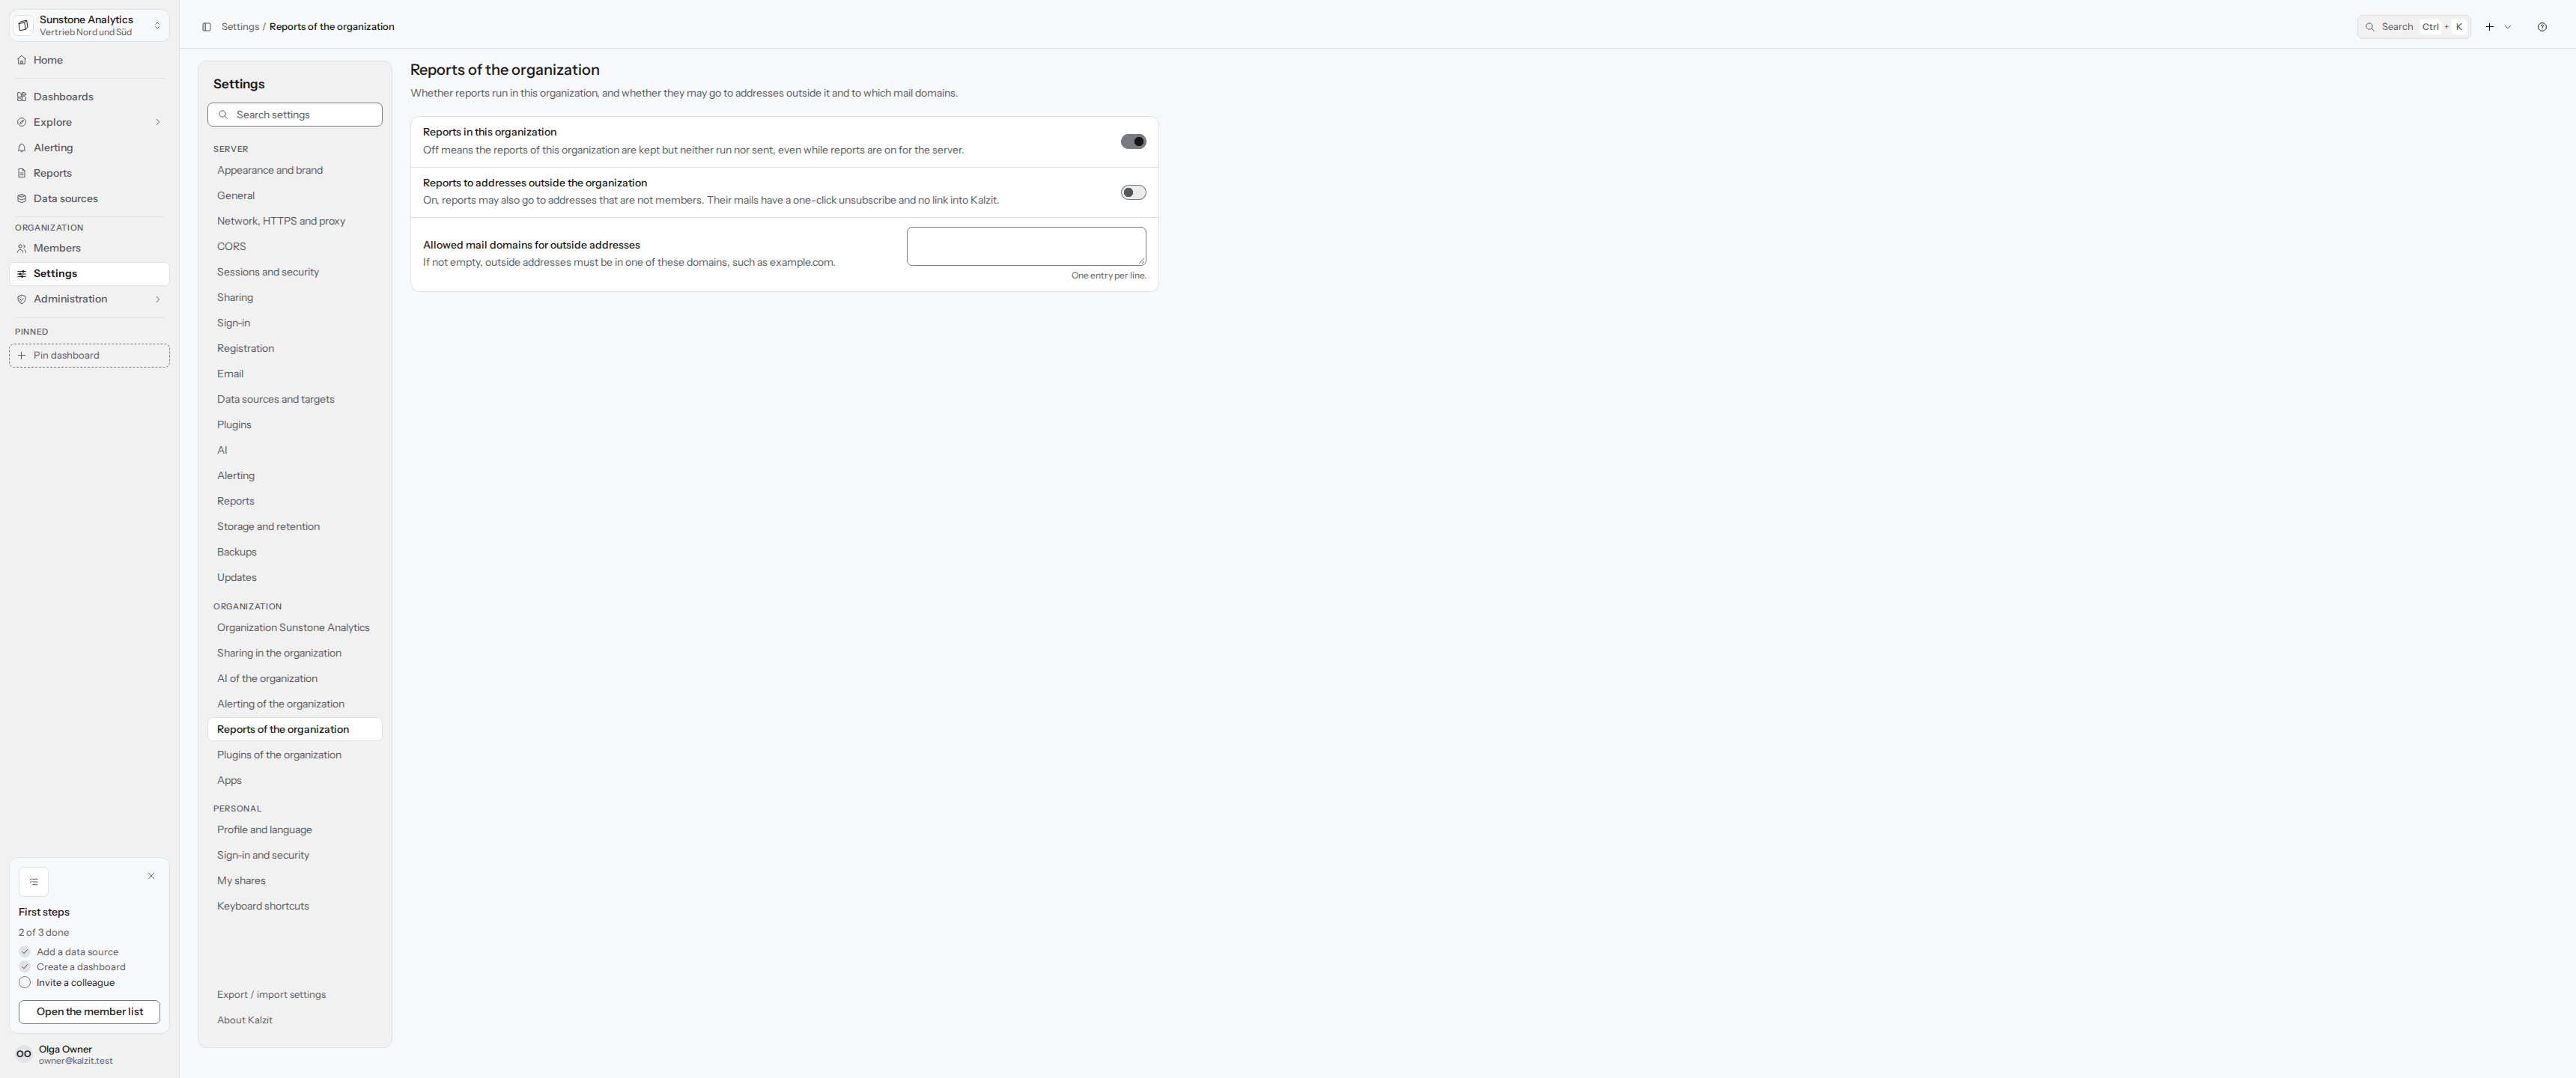 Sunstone Analytics
Vertrieb Nord und Süd
Home
Dashboards
Explore
Alerting
Reports
Data sources
ORGANIZATION
Members
Settings
Administration
PINNED
Pin dashboard
First steps
2 of 3 done
Add a data source
Create a dashboard
Invite a colleague
Open the member list
OO
Olga Owner
owner@kalzit.test
Settings / Reports of the organization
Search Ctrl + K
Settings
Search settings
SERVER
Appearance and brand
General
Network, HTTPS and proxy
CORS
Sessions and security
Sharing
Sign-in
Registration
Email
Data sources and targets
Plugins
AI
Alerting
Reports
Storage and retention
Backups
Updates
ORGANIZATION
Organization Sunstone Analytics
Sharing in the organization
AI of the organization
Alerting of the organization
Reports of the organization
Plugins of the organization
Apps
PERSONAL
Profile and language
Sign-in and security
My shares
Keyboard shortcuts
Export / import settings
About Kalzit
Reports of the organization
Whether reports run in this organization, and whether they may go to addresses outside it and to which mail domains.
Reports in this organization
Off means the reports of this organization are kept but neither run nor sent, even while reports are on for the server.
Reports to addresses outside the organization
On, reports may also go to addresses that are not members. Their mails have a one-click unsubscribe and no link into Kalzit.
Allowed mail domains for outside addresses
If not empty, outside addresses must be in one of these domains, such as example.com.
One entry per line.